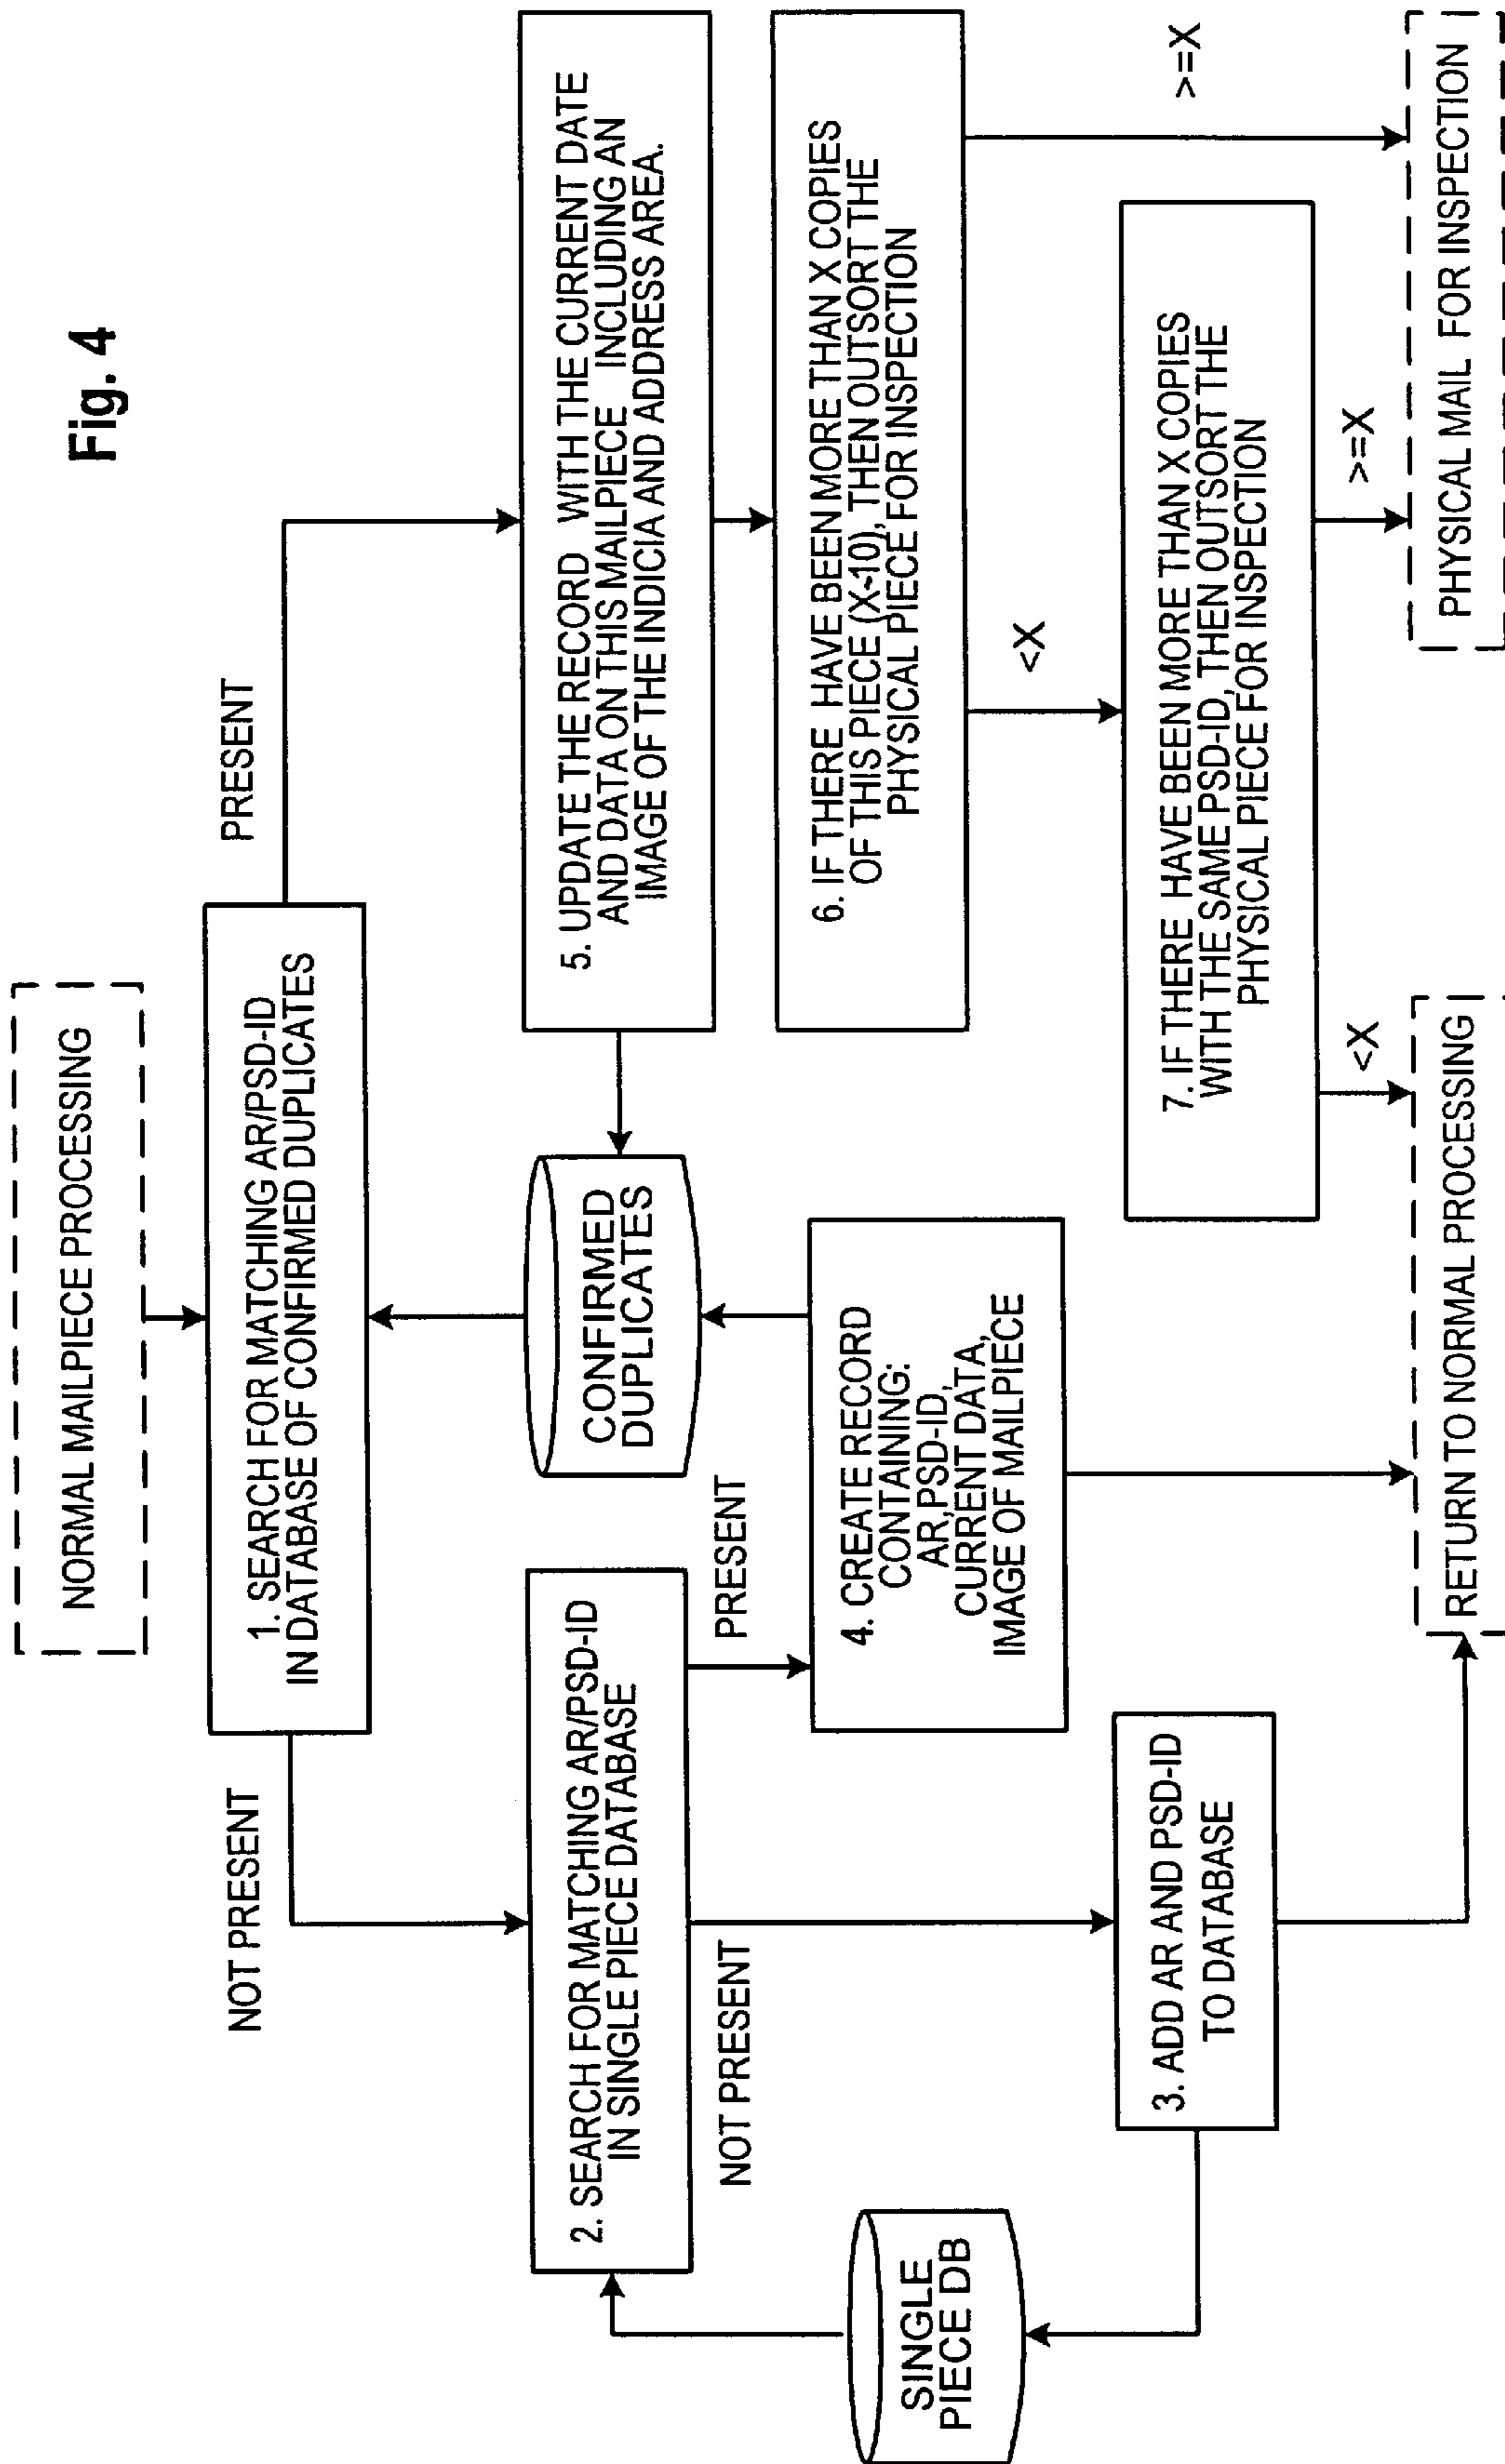 Fig. 4
NORMAL MAILPIECE PROCESSING
1. SEARCH FOR MATCHING AR/PSD-ID
IN DATABASE OF CONFIRMED DUPLICATES
NOT PRESENT
PRESENT
2. SEARCH FOR MATCHING AR/PSD-ID
IN SINGLE PIECE DATABASE
CONFIRMED
DUPLICATES
5. UPDATE THE RECORD WITH THE CURRENT DATE
AND DATA ON THIS MAILPIECE INCLUDING AN
IMAGE OF THE INDICIA AND ADDRESS AREA.
NOT PRESENT
PRESENT
SINGLE
PIECE DB
4. CREATE RECORD
CONTAINING:
AR,PSD-ID,
CURRENT DATA,
IMAGE OF MAILPIECE
6. IF THERE HAVE BEEN MORE THAN X COPIES
OF THIS PIECE (X~10), THEN OUTSORT THE
PHYSICAL PIECE FOR INSPECTION
<X
>=X
3. ADD AR AND PSD-ID
TO DATABASE
7. IF THERE HAVE BEEN MORE THAN X COPIES
WITH THE SAME PSD-ID, THEN OUTSORT THE
PHYSICAL PIECE FOR INSPECTION
<X
>=X
RETURN TO NORMAL PROCESSING
PHYSICAL MAIL FOR INSPECTION